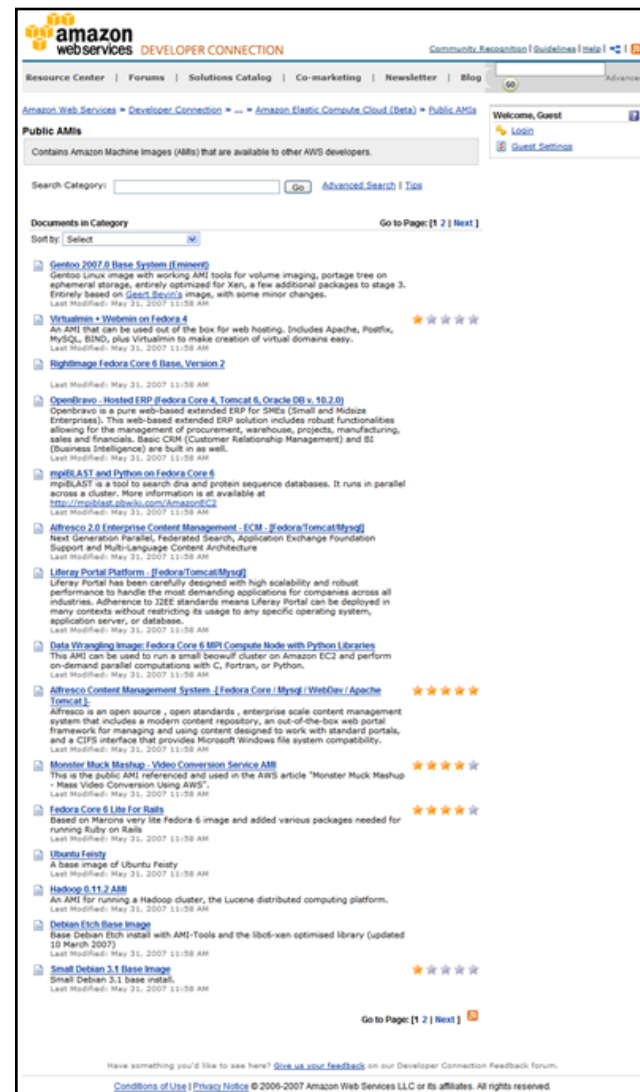 amazon
webservices DEVELOPER CONNECTION
Community Recognition | Guidelines | Help |
Resource Center | Forums | Solutions Catalog | Co-marketing | Newsletter | Blog
GO
Advance
Amazon Web Services » Developer Connection » ... » Amazon Elastic Compute Cloud (Beta) » Public AMIs
Welcome, Guest
Login
Guest Settings
Public AMIs
Contains Amazon Machine Images (AMIs) that are available to other AWS developers.
Search Category: Go Advanced Search | Tips
Documents in Category Go to Page: [1 2 | Next ]
Sort by: Select
Gentoo 2007.0 Base System (Eminent)
Gentoo Linux image with working AMI tools for volume imaging, portage tree on
ephemeral storage, entirely optimized for Xen, a few additional packages to stage 3.
Entirely based on Geert Bevin's image, with some minor changes.
Last Modified: May 31, 2007 11:58 AM
Virtualmin + Webmin on Fedora 4
An AMI that can be used out of the box for web hosting. Includes Apache, Postfix,
MySQL, BIND, plus Virtualmin to make creation of virtual domains easy.
Last Modified: May 31, 2007 11:58 AM
RightImage Fedora Core 6 Base, Version 2
Last Modified: May 31, 2007 11:58 AM
OpenBravo - Hosted ERP (Fedora Core 4, Tomcat 6, Oracle DB v. 10.2.0)
Openbravo is a pure web-based extended ERP for SMEs (Small and Midsize
Enterprises). This web-based extended ERP solution includes robust functionalities
allowing for the management of procurement, warehouse, projects, manufacturing,
sales and financials. Basic CRM (Customer Relationship Management) and BI
(Business Intelligence) are built in as well.
Last Modified: May 31, 2007 11:58 AM
mpiBLAST and Python on Fedora Core 6
mpiBLAST is a tool to search dna and protein sequence databases. It runs in parallel
across a cluster. More information is at available at
http://mpiblast.pbwiki.com/AmazonEC2
Last Modified: May 31, 2007 11:58 AM
Alfresco 2.0 Enterprise Content Management - ECM - [Fedora/Tomcat/Mysql]
Next Generation Parallel, Federated Search, Application Exchange Foundation
Support and Multi-Language Content Architecture
Last Modified: May 31, 2007 11:58 AM
Liferay Portal Platform - [Fedora/Tomcat/Mysql]
Liferay Portal has been carefully designed with high scalability and robust
performance to handle the most demanding applications for companies across all
industries. Adherence to J2EE standards means Liferay Portal can be deployed in
many contexts without restricting its usage to any specific operating system,
application server, or database.
Last Modified: May 31, 2007 11:58 AM
Data Wrangling Image: Fedora Core 6 MPI Compute Node with Python Libraries
This AMI can be used to run a small beowulf cluster on Amazon EC2 and perform
on-demand parallel computations with C, Fortran, or Python.
Last Modified: May 31, 2007 11:58 AM
Alfresco Content Management System -[ Fedora Core / Mysql / WebDav / Apache
Tomcat ]-
Alfresco is an open source , open standards , enterprise scale content management
system that includes a modern content repository, an out-of-the-box web portal
framework for managing and using content designed to work with standard portals,
and a CIFS interface that provides Microsoft Windows file system compatibility.
Last Modified: May 31, 2007 11:58 AM
Monster Muck Mashup - Video Conversion Service AMI
This is the public AMI referenced and used in the AWS article "Monster Muck Mashup
- Mass Video Conversion Using AWS".
Last Modified: May 31, 2007 11:58 AM
Fedora Core 6 Lite For Rails
Based on Marcins very lite Fedora 6 image and added various packages needed for
running Ruby on Rails
Last Modified: May 31, 2007 11:58 AM
Ubuntu Feisty
A base image of Ubuntu Feisty
Last Modified: May 31, 2007 11:58 AM
Hadoop 0.11.2 AMI
An AMI for running a Hadoop cluster, the Lucene distributed computing platform.
Last Modified: May 31, 2007 11:58 AM
Debian Etch Base Image
Base Debian Etch install with AMI-Tools and the libc6-xen optimised library (updated
10 March 2007)
Last Modified: May 31, 2007 11:58 AM
Small Debian 3.1 Base Image
Small Debian 3.1 base install.
Last Modified: May 31, 2007 11:58 AM
Go to Page: [1 2 | Next ]
Have something you'd like to see here? Give us your feedback on our Developer Connection Feedback forum.
Conditions of Use | Privacy Notice © 2006-2007 Amazon Web Services LLC or its affiliates. All rights reserved.